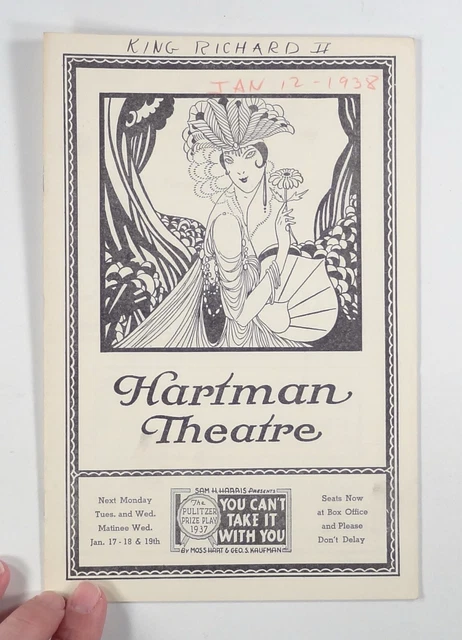 KING RICHARD II
JAN 12-1938
Hartman
Theatre
Next Monday
Tues. and Wed.
Matinee Wed.
Jan. 17-18 & 19th
SAM H. HARRIS PRESENTS
The
PULITZER
PRIZE PLAY
1937
YOU CAN'T
TAKE IT
WITH YOU
BY MOSS HART & GEO. S. KAUFMAN
Seats Now
at Box Office
and Please
Don't Delay